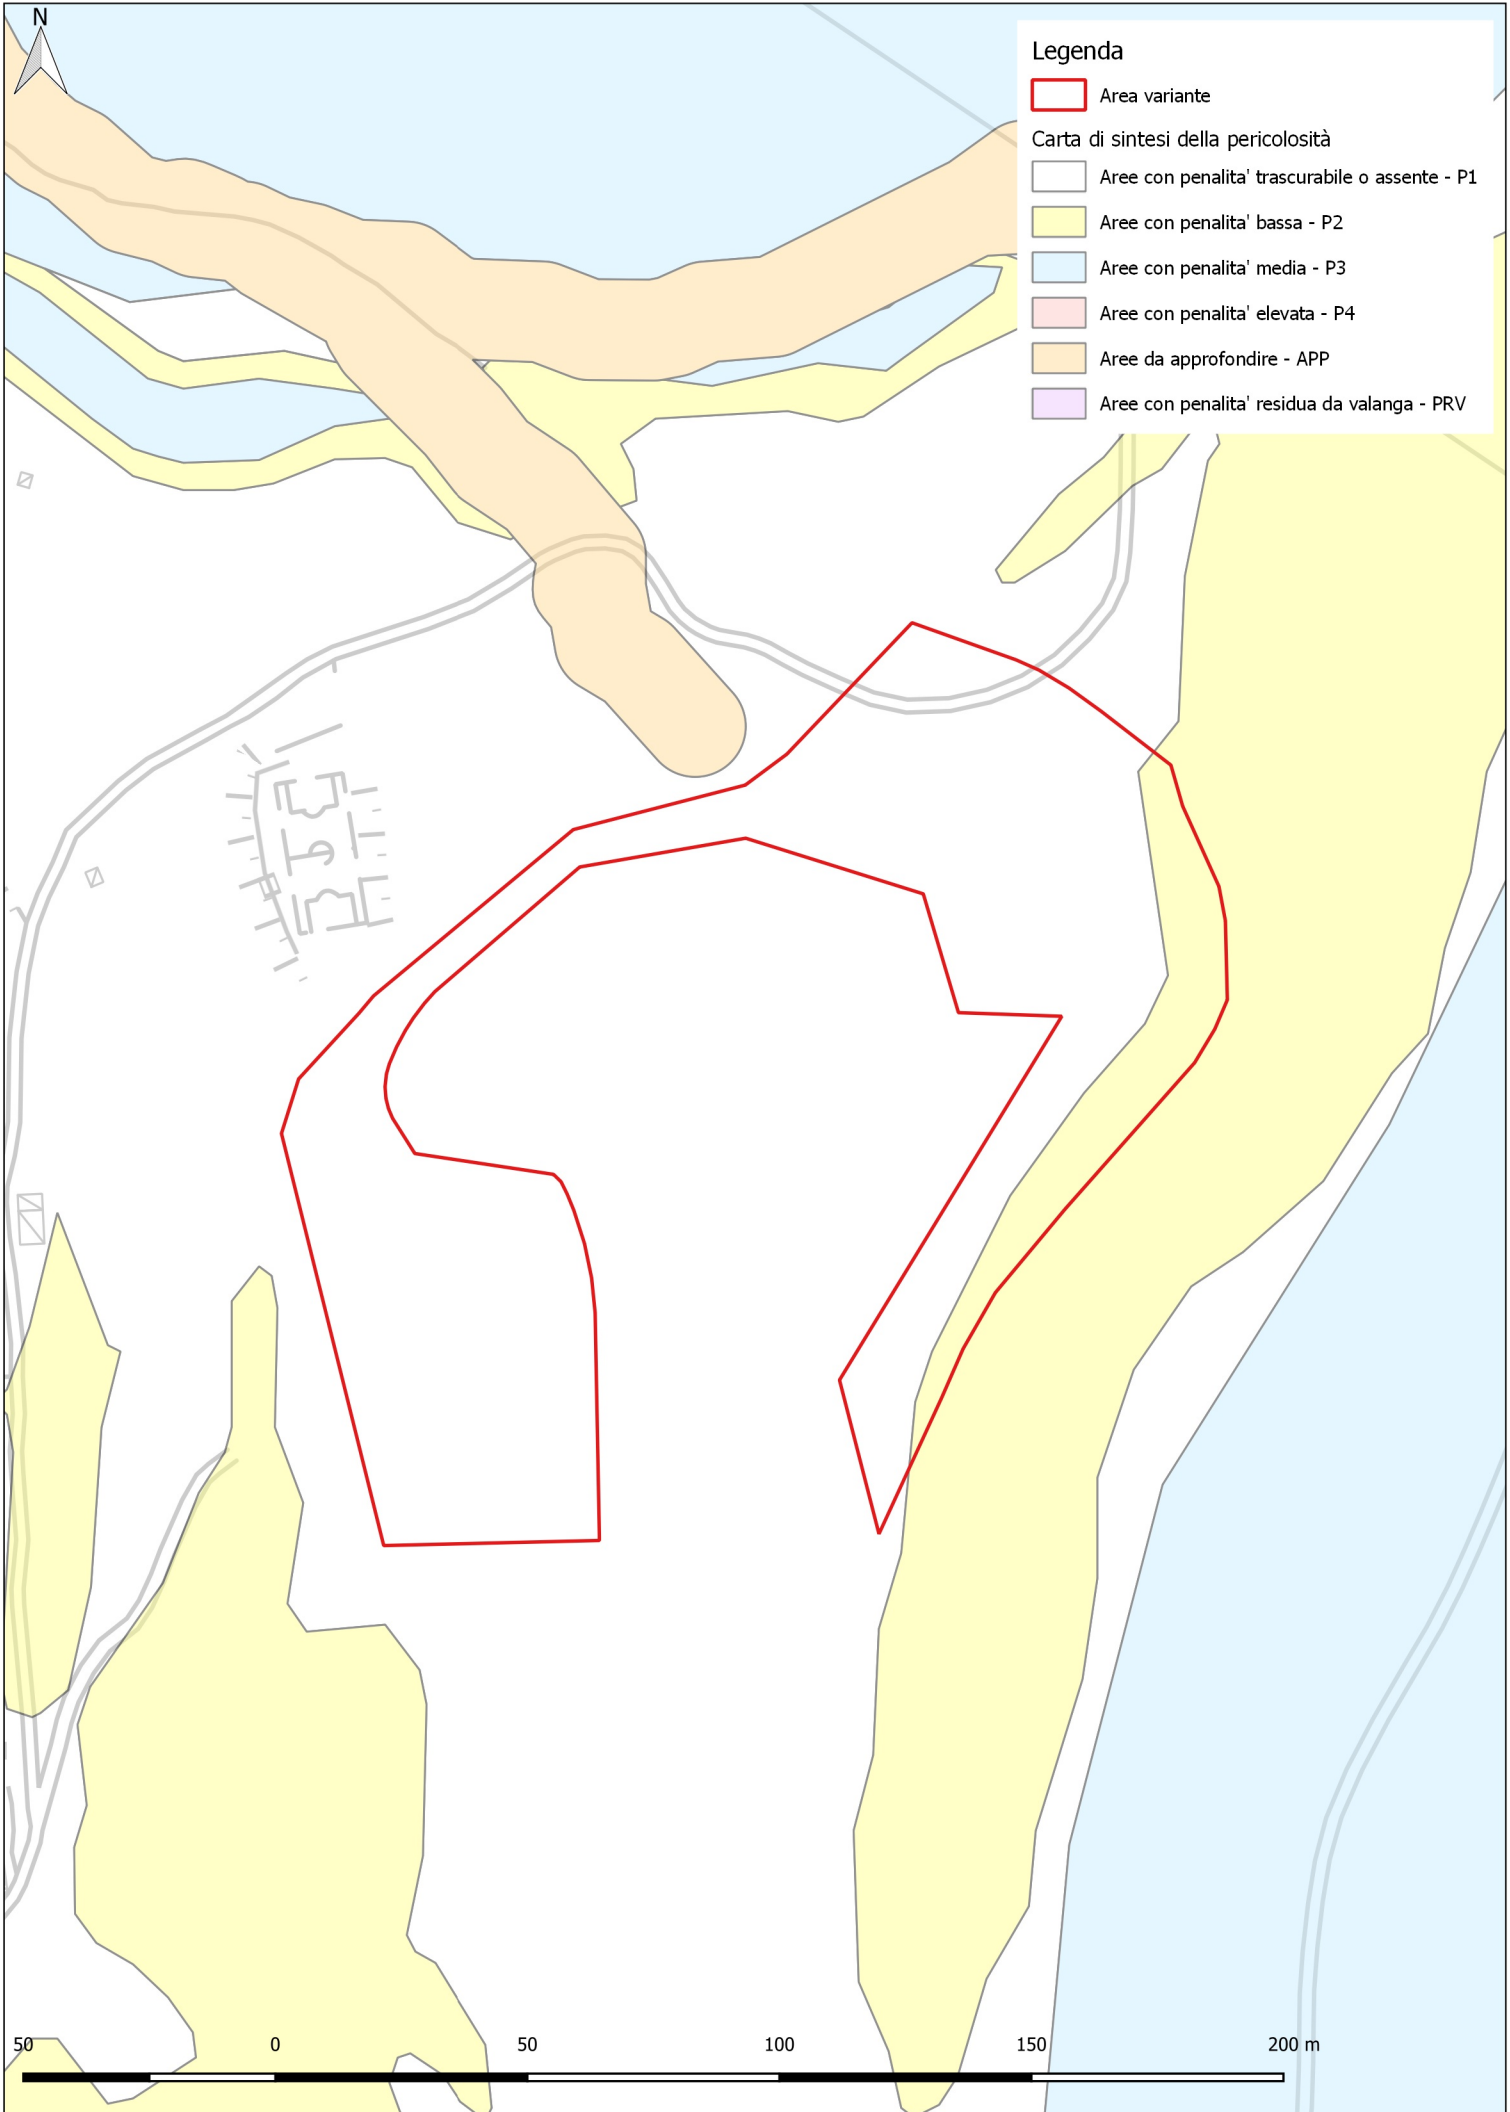 N
Legenda
Area variante
Carta di sintesi della pericolosità
Aree con penalita' trascurabile o assente - P1
Aree con penalita' bassa - P2
Aree con penalita' media - P3
Aree con penalita' elevata - P4
Aree da approfondire - APP
Aree con penalita' residua da valanga - PRV
50 0 50 100 150 200 m